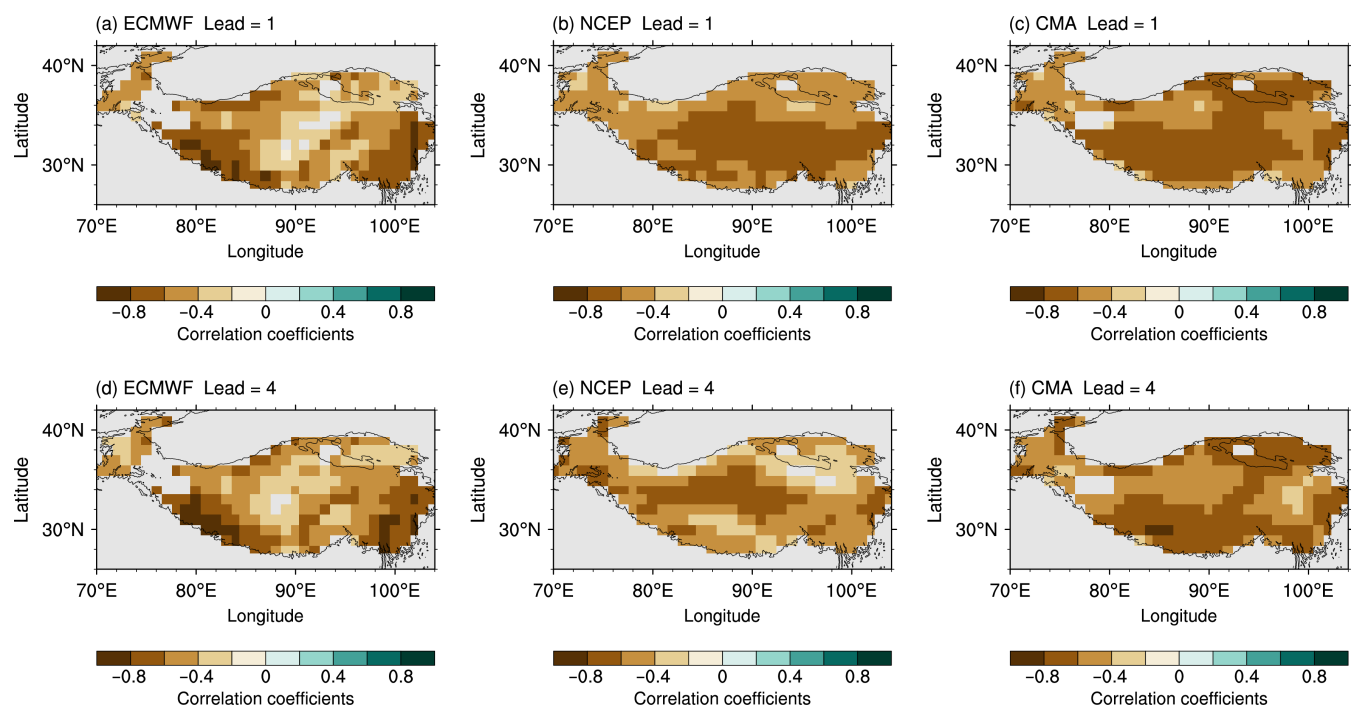 (a) ECMWF Lead = 1
(b) NCEP Lead = 1
(c) CMA Lead = 1
40°N
30°N
Latitude
70°E 80°E 90°E 100°E
Longitude
40°N
30°N
Latitude
70°E 80°E 90°E 100°E
Longitude
40°N
30°N
Latitude
70°E 80°E 90°E 100°E
Longitude
−0.8 −0.4 0 0.4 0.8
Correlation coefficients
−0.8 −0.4 0 0.4 0.8
Correlation coefficients
−0.8 −0.4 0 0.4 0.8
Correlation coefficients
(d) ECMWF Lead = 4
(e) NCEP Lead = 4
(f) CMA Lead = 4
40°N
30°N
Latitude
70°E 80°E 90°E 100°E
Longitude
40°N
30°N
Latitude
70°E 80°E 90°E 100°E
Longitude
40°N
30°N
Latitude
70°E 80°E 90°E 100°E
Longitude
−0.8 −0.4 0 0.4 0.8
Correlation coefficients
−0.8 −0.4 0 0.4 0.8
Correlation coefficients
−0.8 −0.4 0 0.4 0.8
Correlation coefficients